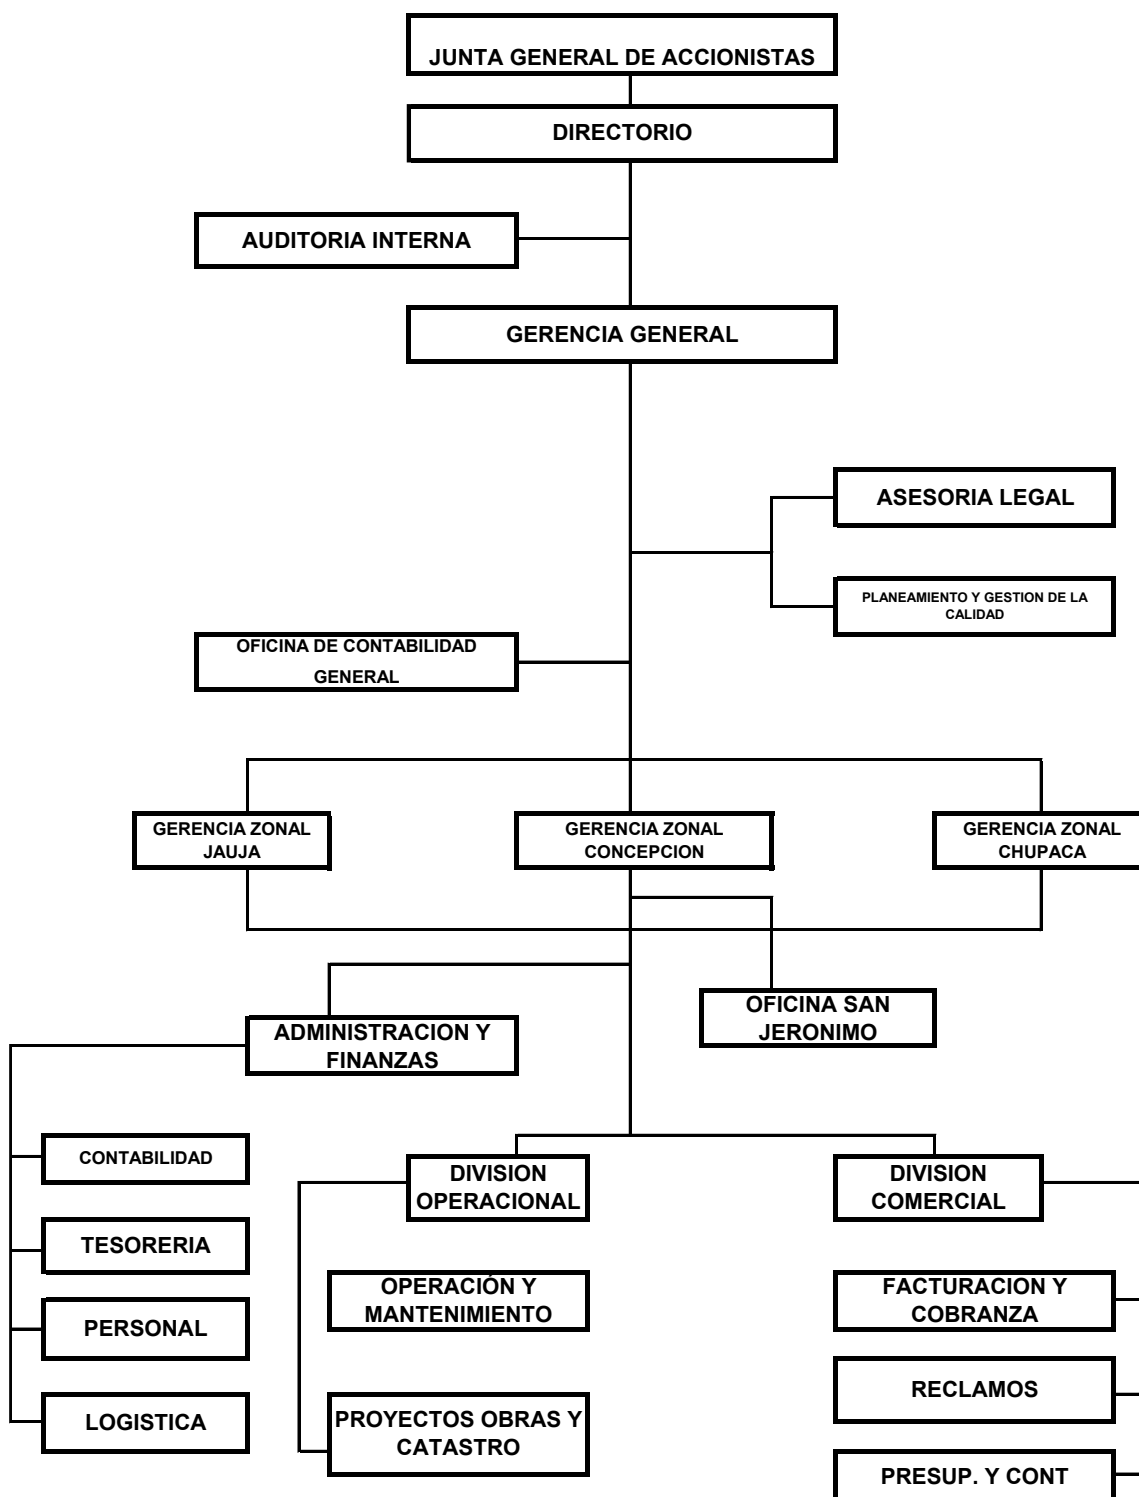 JUNTA GENERAL DE ACCIONISTAS
DIRECTORIO
AUDITORIA INTERNA
GERENCIA GENERAL
ASESORIA LEGAL
PLANEAMIENTO Y GESTION DE LA
CALIDAD
OFICINA DE CONTABILIDAD
GENERAL
GERENCIA ZONAL
JAUJA
GERENCIA ZONAL
CONCEPCION
GERENCIA ZONAL
CHUPACA
OFICINA SAN
JERONIMO
ADMINISTRACION Y
FINANZAS
CONTABILIDAD
TESORERIA
PERSONAL
LOGISTICA
DIVISION
OPERACIONAL
OPERACIÓN Y
MANTENIMIENTO
PROYECTOS OBRAS Y
CATASTRO
DIVISION
COMERCIAL
FACTURACION Y
COBRANZA
RECLAMOS
PRESUP. Y CONT